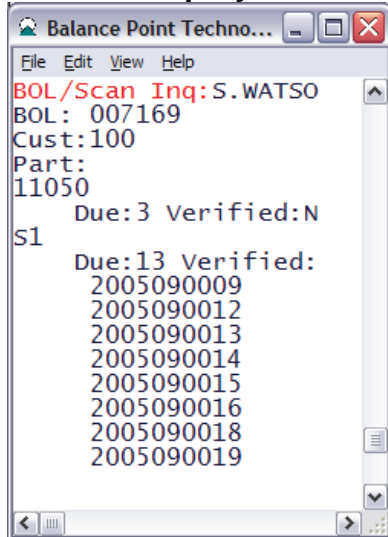 Balance Point Techno...
File Edit View Help
BOL/Scan Inq:S.WATSO
BOL: 007169
Cust:100
Part:
11050
Due:3 Verified:N
S1
Due:13 Verified:
2005090009
2005090012
2005090013
2005090014
2005090015
2005090016
2005090018
2005090019